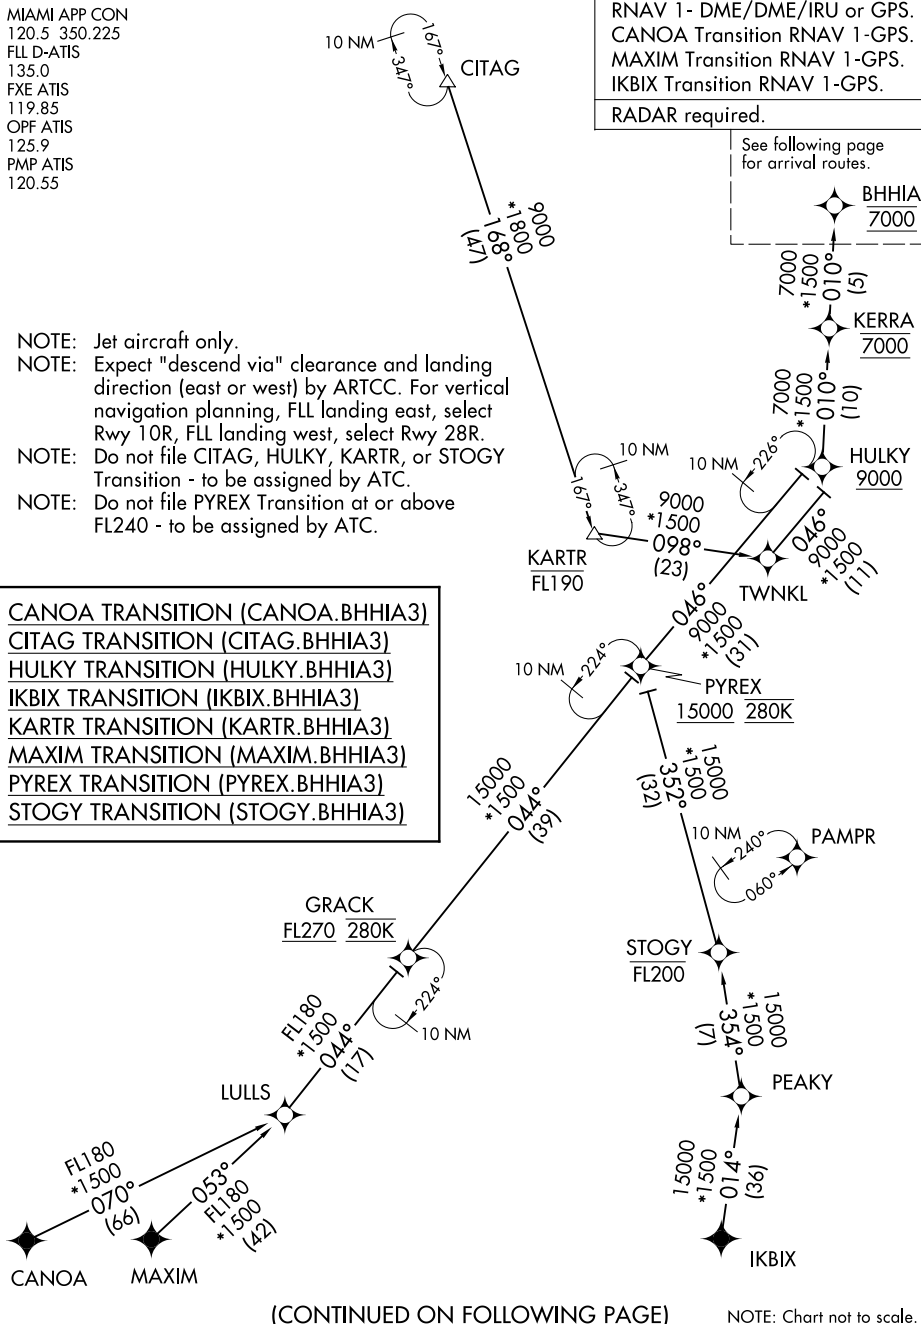 MIAMI APP CON
120.5 350.225
FLL D-ATIS
135.0
FXE ATIS
119.85
OPF ATIS
125.9
PMP ATIS
120.55
RNAV 1- DME/DME/IRU or GPS.
CANOA Transition RNAV 1-GPS.
MAXIM Transition RNAV 1-GPS.
IKBIX Transition RNAV 1-GPS.
RADAR required.
See following page
for arrival routes.
10 NM
167°
347°
CITAG
9000
*1800
168°
(47)
BHHIA
7000
7000
*1500
010°
(5)
KERRA
7000
7000
*1500
010°
(10)
NOTE: Jet aircraft only.
NOTE: Expect "descend via" clearance and landing
direction (east or west) by ARTCC. For vertical
navigation planning, FLL landing east, select
Rwy 10R, FLL landing west, select Rwy 28R.
NOTE: Do not file CITAG, HULKY, KARTR, or STOGY
Transition - to be assigned by ATC.
NOTE: Do not file PYREX Transition at or above
FL240 - to be assigned by ATC.
10 NM
226°
HULKY
9000
10 NM
167°
347°
KARTR
FL190
9000
*1500
098°
(23)
TWNKL
046°
9000
*1500
(11)
046°
9000
*1500
(31)
CANOA TRANSITION (CANOA.BHHIA3)
CITAG TRANSITION (CITAG.BHHIA3)
HULKY TRANSITION (HULKY.BHHIA3)
IKBIX TRANSITION (IKBIX.BHHIA3)
KARTR TRANSITION (KARTR.BHHIA3)
MAXIM TRANSITION (MAXIM.BHHIA3)
PYREX TRANSITION (PYREX.BHHIA3)
STOGY TRANSITION (STOGY.BHHIA3)
10 NM
224°
PYREX
15000 280K
15000
*1500
044°
(39)
15000
*1500
352°
(32)
10 NM
240°
060°
PAMPR
GRACK
FL270 280K
224°
10 NM
STOGY
FL200
FL180
*1500
044°
(17)
15000
*1500
354°
(7)
LULLS
PEAKY
FL180
*1500
070°
(66)
053°
FL180
*1500
(42)
15000
*1500
014°
(36)
CANOA
MAXIM
IKBIX
(CONTINUED ON FOLLOWING PAGE)
NOTE: Chart not to scale.